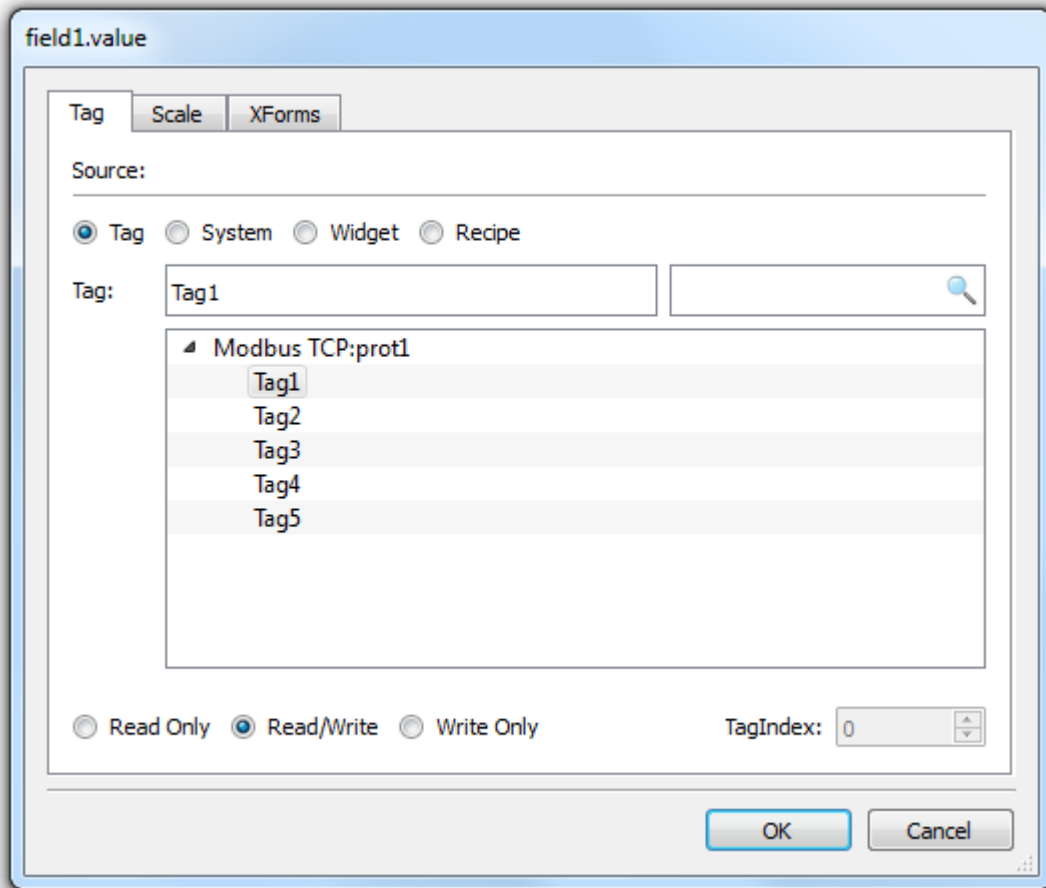 field1.value
Tag Scale XForms
Source:
Tag System Widget Recipe
Tag: Tag1
Modbus TCP:prot1
Tag1
Tag2
Tag3
Tag4
Tag5
Read Only Read/Write Write Only TagIndex: 0
OK Cancel